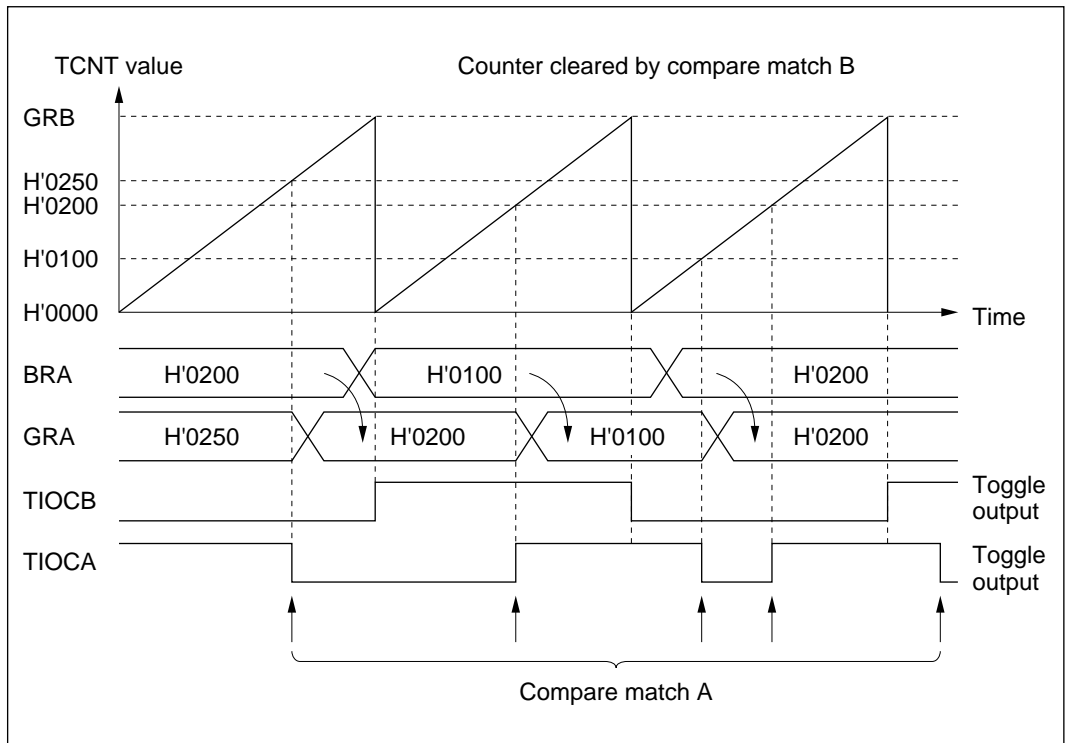 TCNT value
Counter cleared by compare match B
GRB
H'0250
H'0200
H'0100
H'0000
Time
BRA
H'0200
H'0100
H'0200
GRA
H'0250
H'0200
H'0100
H'0200
TIOCB
Toggle
output
TIOCA
Toggle
output
Compare match A